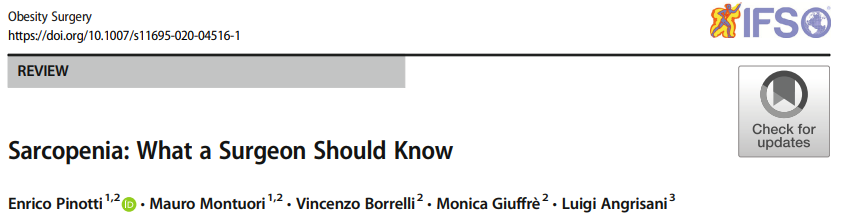 Obesity Surgery
https://doi.org/10.1007/s11695-020-04516-1
IFSO
REVIEW
Check for
updates
Sarcopenia: What a Surgeon Should Know
Enrico Pinotti 1,2 iD · Mauro Montuori 1,2 · Vincenzo Borrelli 2 · Monica Giuffrè 2 · Luigi Angrisani 3